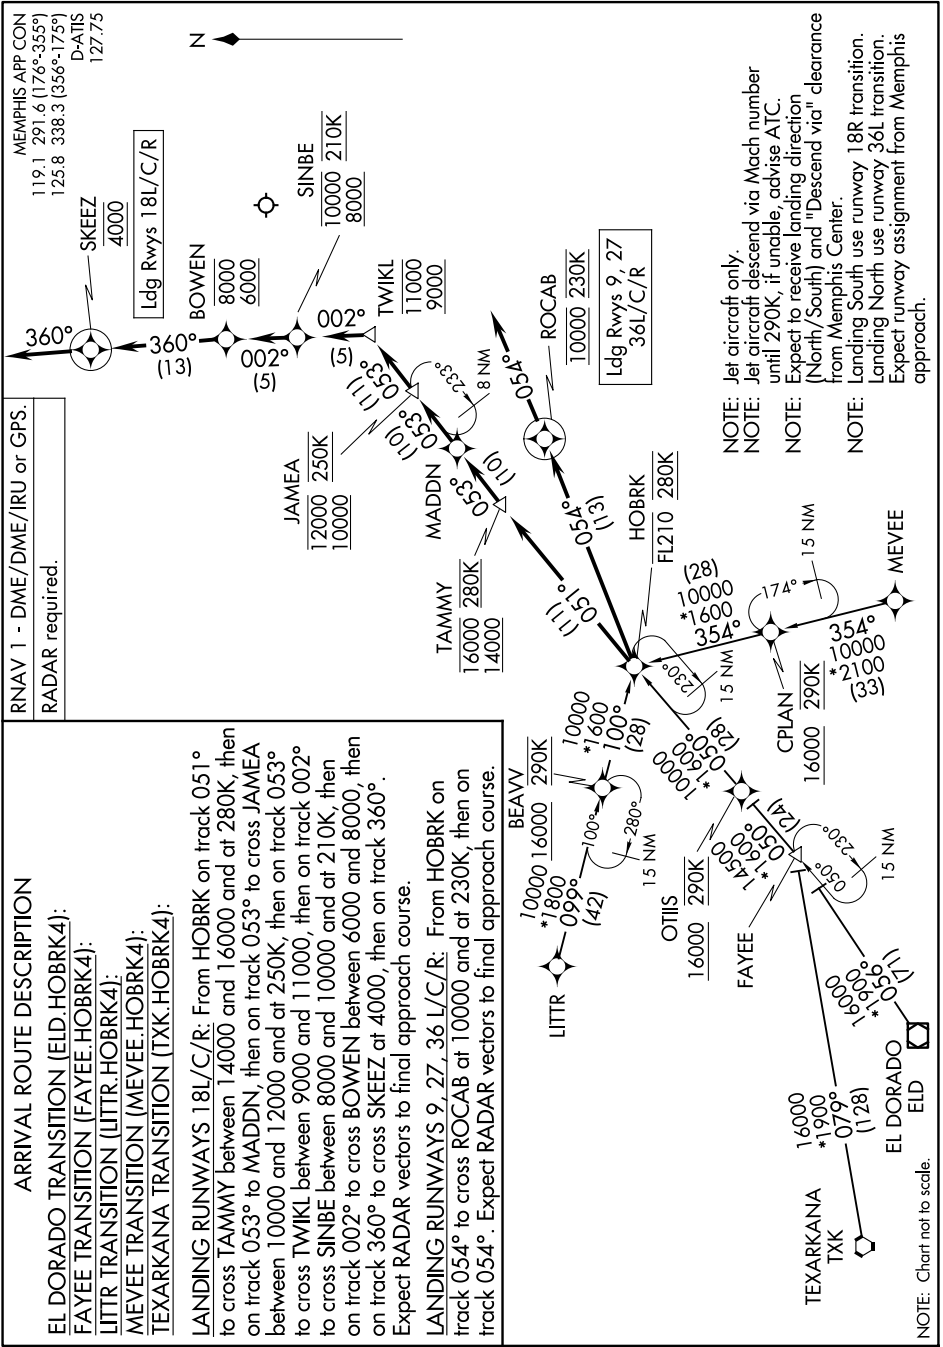 MEMPHIS APP CON
119.1 291.6 (176°-355°)
125.8 338.3 (356°-175°)
D-ATIS
127.75
RNAV 1 - DME/DME/IRU or GPS.
RADAR required.
ARRIVAL ROUTE DESCRIPTION
EL DORADO TRANSITION (ELD.HOBRK4):
FAYEE TRANSITION (FAYEE.HOBRK4):
LITTR TRANSITION (LITTR.HOBRK4):
MEVEE TRANSITION (MEVEE.HOBRK4):
TEXARKANA TRANSITION (TXK.HOBRK4):
LANDING RUNWAYS 18L/C/R: From HOBRK on track 051°
to cross TAMMY between 14000 and 16000 and at 280K, then
on track 053° to MADDN, then on track 053° to cross JAMEA
between 10000 and 12000 and at 250K, then on track 053°
to cross TWIKL between 9000 and 11000, then on track 002°
to cross SINBE between 8000 and 10000 and at 210K, then
on track 002° to cross BOWEN between 6000 and 8000, then
on track 360° to cross SKEEZ at 4000, then on track 360°.
Expect RADAR vectors to final approach course.
LANDING RUNWAYS 9, 27, 36 L/C/R: From HOBRK on
track 054° to cross ROCAB at 10000 and at 230K, then on
track 054°. Expect RADAR vectors to final approach course.
N
360°
SKEEZ
4000
Ldg Rwys 18L/C/R
360°
(13)
BOWEN
8000
6000
002°
(5)
SINBE
10000 210K
8000
002°
(5)
TWIKL
11000
9000
053°
(11)
JAMEA
12000 250K
10000
233°
8 NM
053°
(10)
MADDN
053°
(10)
TAMMY
16000 280K
14000
051°
(11)
054°
ROCAB
10000 230K
Ldg Rwys 9, 27
36L/C/R
054°
(13)
HOBRK
FL210 280K
230°
15 NM
BEAVV
16000 290K
10000
*1600
100°
(28)
100°
280°
15 NM
10000
*1800
099°
(42)
LITTR
10000
*1600
050°
(28)
OTIIS
16000 290K
14500
*1600
050°
(24)
FAYEE
050°
230°
15 NM
(28)
10000
*1600
354°
174°
15 NM
CPLAN
16000 290K
354°
10000
*2100
(33)
MEVEE
16000
*1900
056°
(71)
EL DORADO
ELD
16000
*1900
079°
(128)
TEXARKANA
TXK
NOTE: Jet aircraft only.
NOTE: Jet aircraft descend via Mach number
until 290K, if unable, advise ATC.
NOTE: Expect to receive landing direction
(North/South) and "Descend via" clearance
from Memphis Center.
NOTE: Landing South use runway 18R transition.
Landing North use runway 36L transition.
Expect runway assignment from Memphis
approach.
NOTE: Chart not to scale.